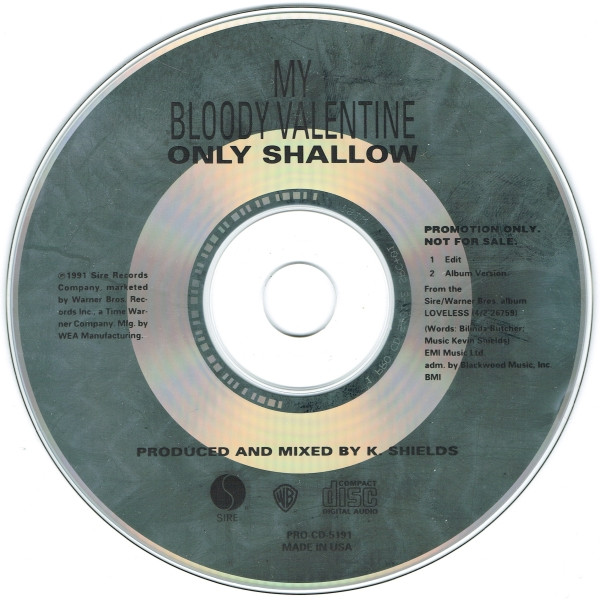 MY
BLOODY VALENTINE
ONLY SHALLOW
PROMOTION ONLY.
NOT FOR SALE.
1 Edit
2 Album Version
From the
Sire/Warner Bros. album
LOVELESS (4/2-26759)
(Words: Bilinda Butcher;
Music Kevin Shields)
EMI Music Ltd.
adm. by Blackwood Music, Inc.
BMI
℗1991 Sire Records
Company, marketed
by Warner Bros. Rec-
ords Inc., a Time War-
ner Company. Mfg. by
WEA Manufacturing.
PRODUCED AND MIXED BY K. SHIELDS
S
SIRE
WB
COMPACT
disc
DIGITAL AUDIO
PRO-CD-5191
MADE IN USA